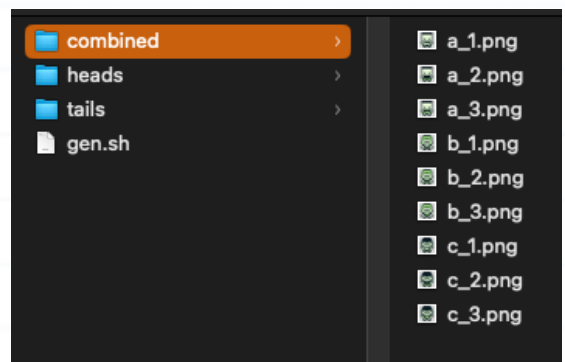 combined
heads
tails
gen.sh
a_1.png
a_2.png
a_3.png
b_1.png
b_2.png
b_3.png
c_1.png
c_2.png
c_3.png